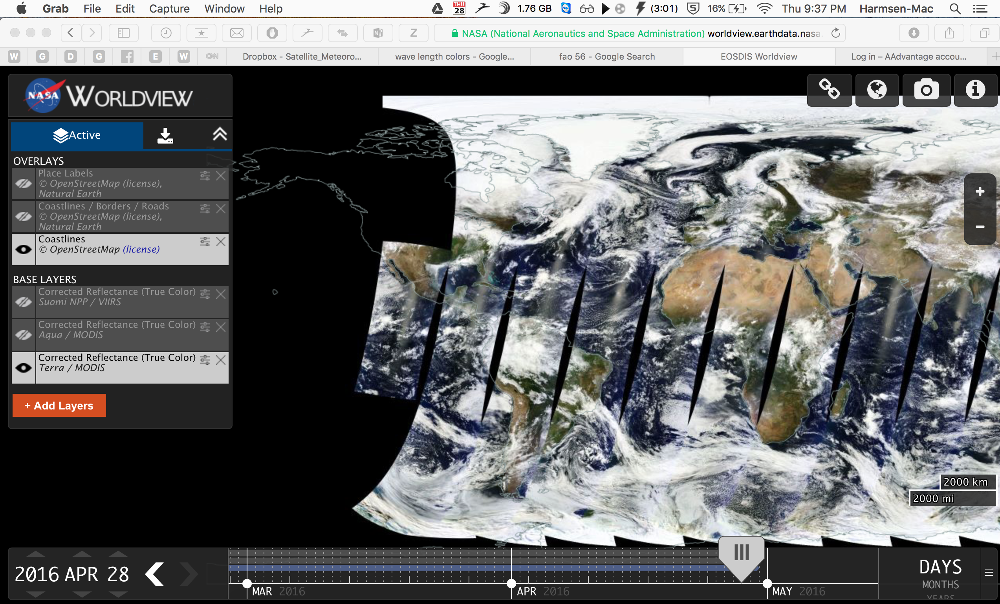 Grab File Edit Capture Window Help
THU
28
1.76 GB
(3:01)
S
16%
Thu 9:37 PM
Harmsen-Mac
N
Z
NASA (National Aeronautics and Space Administration) worldview.earthdata.nasa.
W G D G E W CNN
Dropbox - Satellite_Meteoro...
wave length colors - Google...
fao 56 - Google Search
EOSDIS Worldview
Log in – AAdvantage accou...
NASA WORLDVIEW
Active
OVERLAYS
Place Labels
© OpenStreetMap (license),
Natural Earth
Coastlines / Borders / Roads
© OpenStreetMap (license),
Natural Earth
Coastlines
© OpenStreetMap (license)
BASE LAYERS
Corrected Reflectance (True Color)
Suomi NPP / VIIRS
Corrected Reflectance (True Color)
Aqua / MODIS
Corrected Reflectance (True Color)
Terra / MODIS
+ Add Layers
2000 km
2000 mi
2016 APR 28
MAR 2016
APR 2016
MAY 2016
DAYS
MONTHS
YEARS